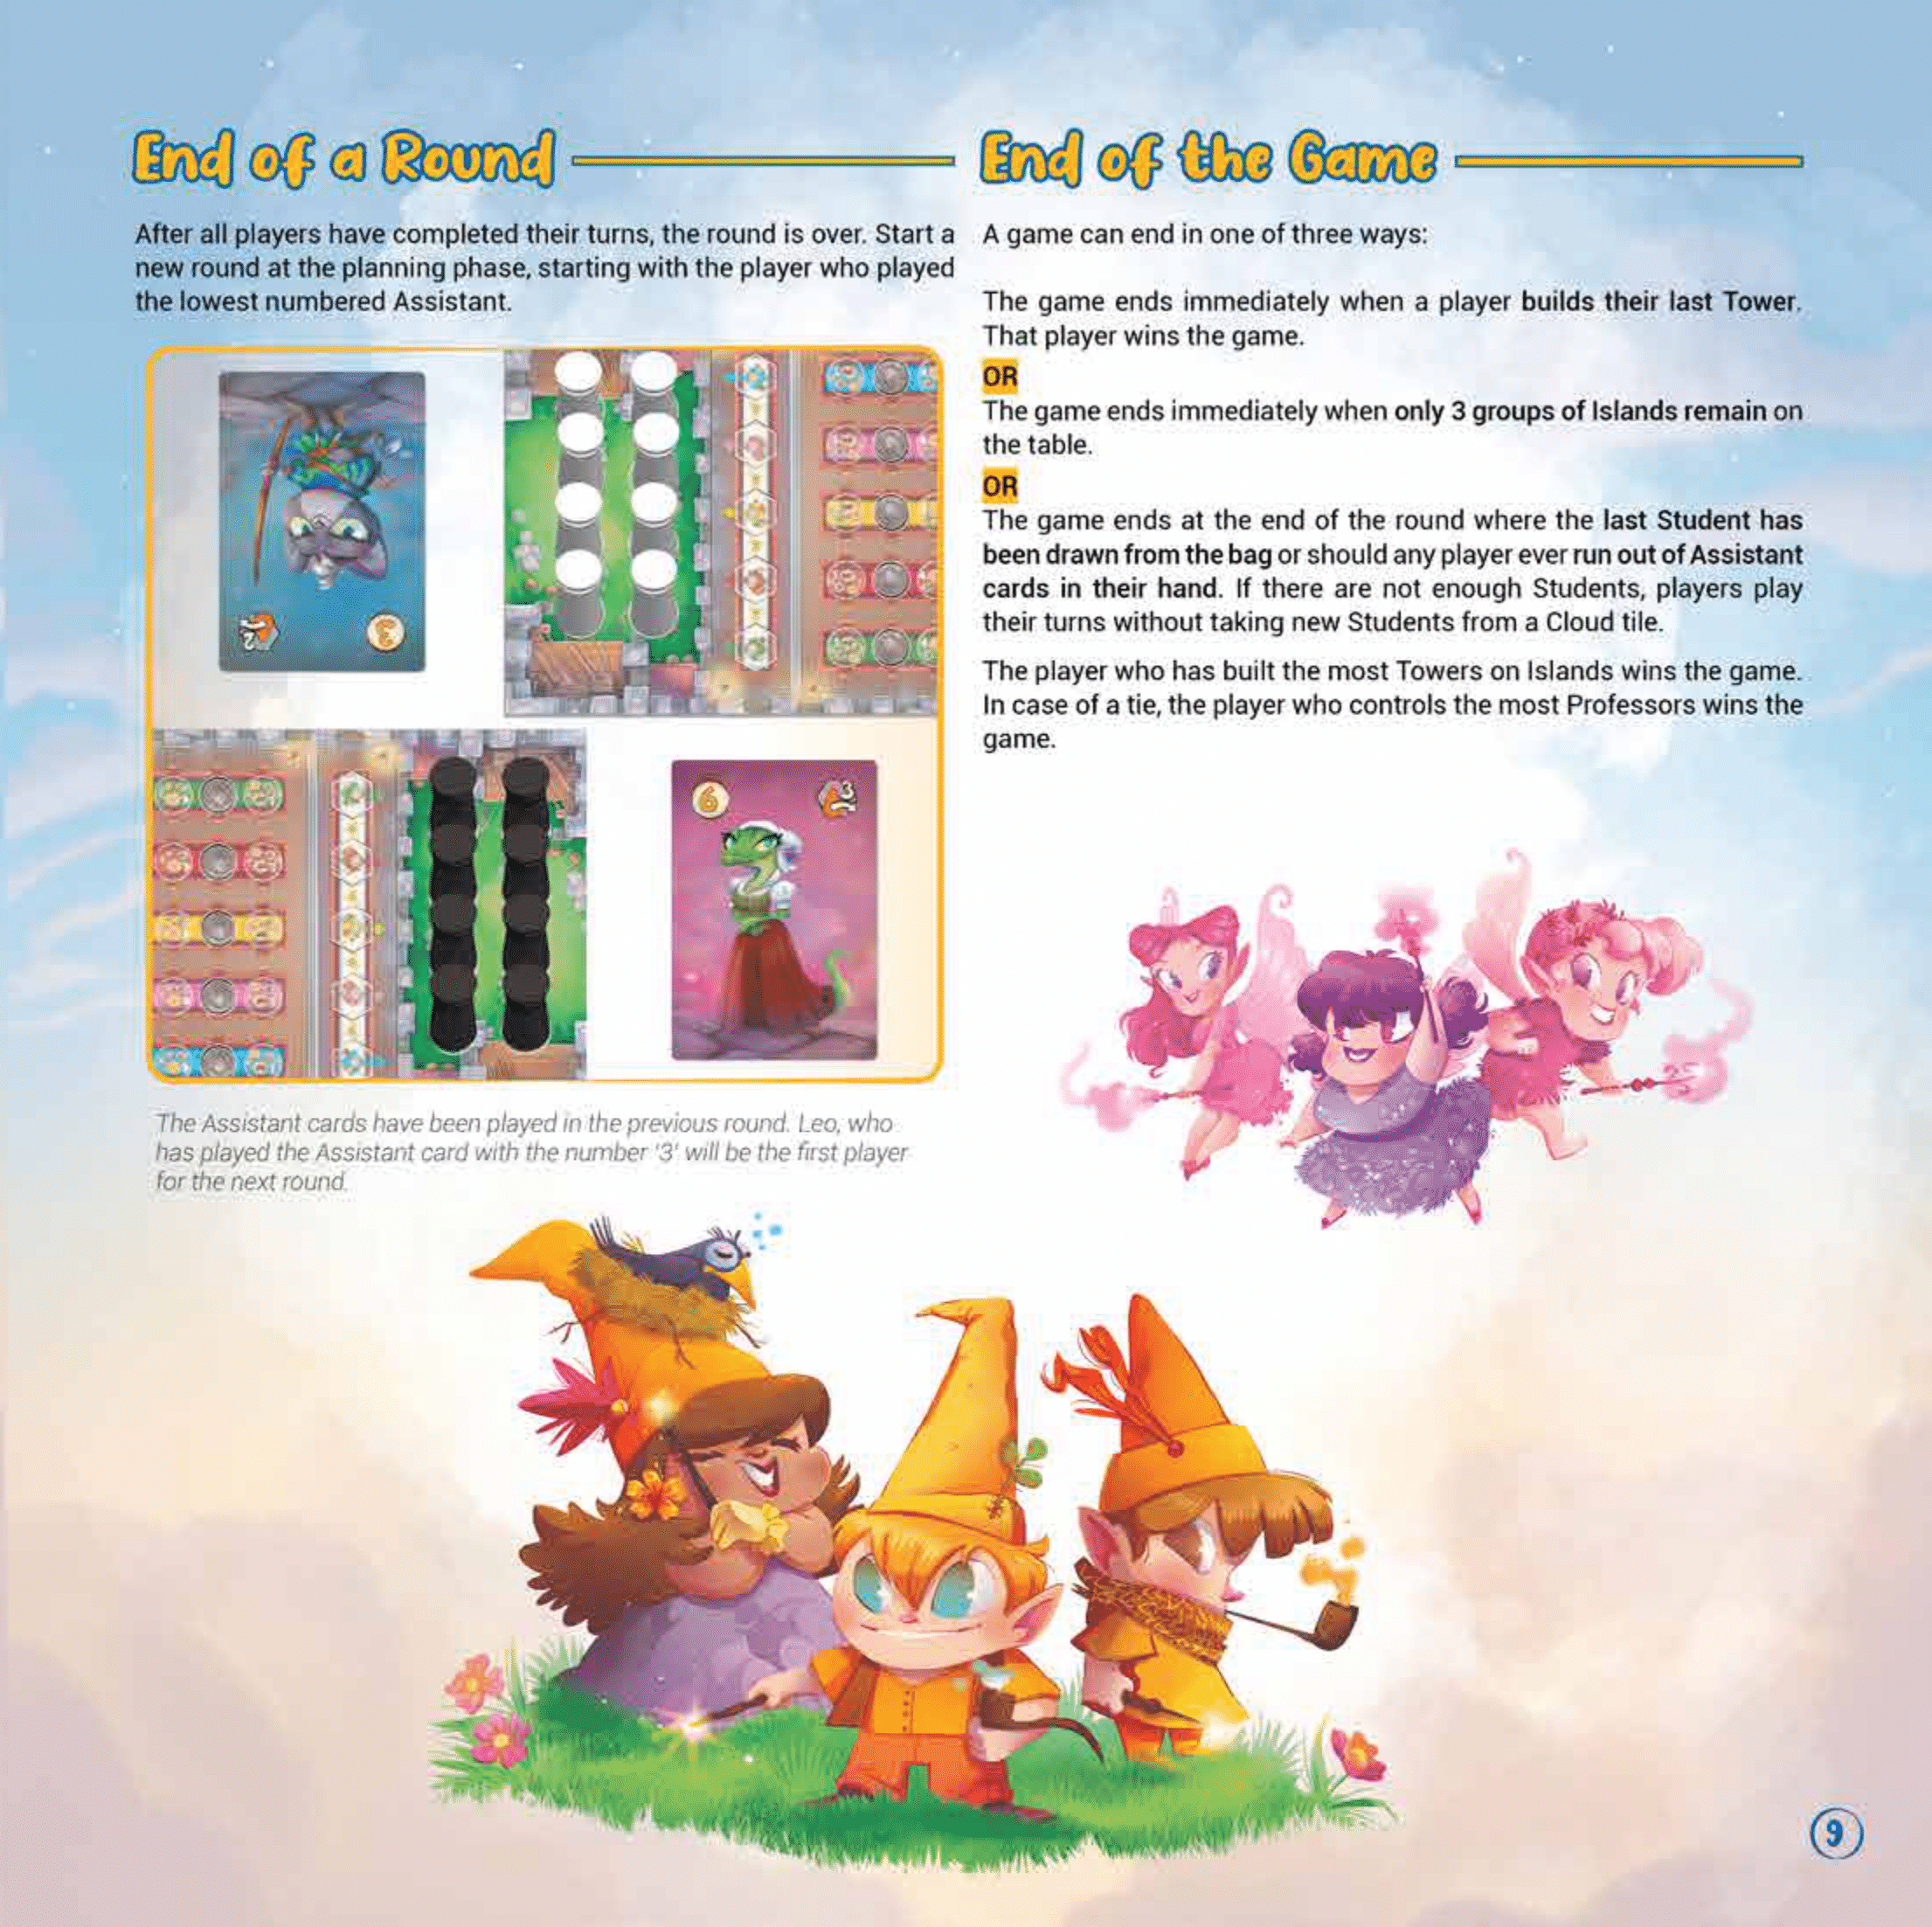 End of a Round
After all players have completed their turns, the round is over. Start a
new round at the planning phase, starting with the player who played
the lowest numbered Assistant.
3
6
3
The Assistant cards have been played in the previous round. Leo, who
has played the Assistant card with the number '3' will be the first player
for the next round.
End of the Game
A game can end in one of three ways:
The game ends immediately when a player builds their last Tower.
That player wins the game.
OR
The game ends immediately when only 3 groups of Islands remain on
the table.
OR
The game ends at the end of the round where the last Student has
been drawn from the bag or should any player ever run out of Assistant
cards in their hand. If there are not enough Students, players play
their turns without taking new Students from a Cloud tile.
The player who has built the most Towers on Islands wins the game.
In case of a tie, the player who controls the most Professors wins the
game.
9